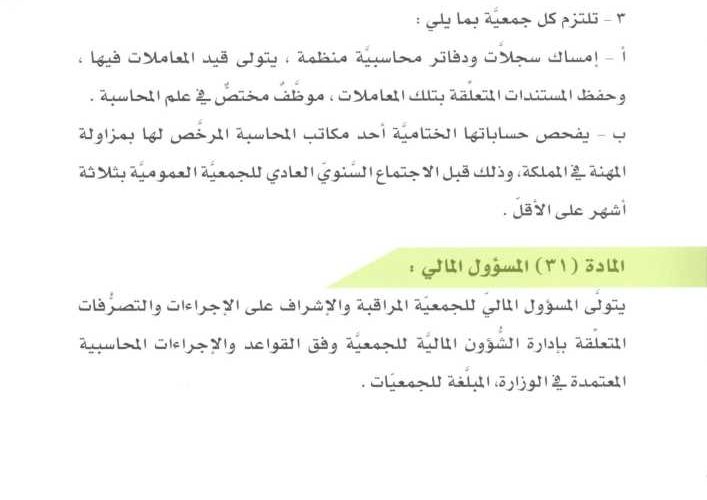 ٣ - تلتزم كل جمعيَّة بما يلي :
أ - إمساك سجلاَّت ودفاتر محاسبيَّة منظمة ، يتولى قيد المعاملات فيها ،
وحفظ المستندات المتعلّقة بتلك المعاملات ، موظَّفٌ مختصٌّ في علم المحاسبة .
ب - يفحص حساباتها الختاميَّة أحد مكاتب المحاسبة المرخَّص لها بمزاولة
المهنة في المملكة، وذلك قبل الاجتماع السَّنويّ العادي للجمعيَّة العموميَّة بثلاثة
أشهر على الأقلّ .
المادة (٣١) المسؤول المالي :
يتولَّى المسؤول الماليّ للجمعيَّة المراقبة والإشراف على الإجراءات والتصرُّفات
المتعلّقة بإدارة الشُّؤون الماليَّة للجمعيَّة وفق القواعد والإجراءات المحاسبية
المعتمدة في الوزارة، المبلَّغة للجمعيّات .